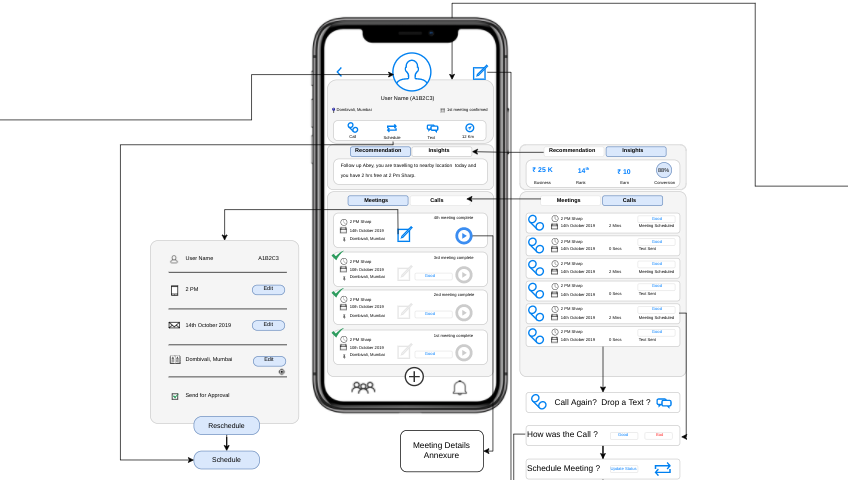 User Name (A1B2C3)
Dombivali, Mumbai
1st meeting confirmed
Call
Schedule
Text
12 Km
Recommendation
Insights
Follow up Abey, you are travelling to nearby location today and
you have 2 hrs free at 2 Pm Sharp.
Meetings
Calls
4th meeting complete
2 PM Sharp
14th October 2019
Dombivali, Mumbai
3rd meeting complete
2 PM Sharp
10th October 2019
Dombivali, Mumbai
Good
2nd meeting complete
2 PM Sharp
10th October 2019
Dombivali, Mumbai
Good
1st meeting complete
2 PM Sharp
10th October 2019
Dombivali, Mumbai
Good
User Name
A1B2C3
2 PM
Edit
14th October 2019
Edit
Dombivali, Mumbai
Edit
Send for Approval
Reschedule
Schedule
Meeting Details
Annexure
Recommendation
Insights
₹ 25 K
14th
₹ 10
88%
Business
Rank
Earn
Conversion
Meetings
Calls
2 PM Sharp
Good
14th October 2019
2 Mins
Meeting Scheduled
2 PM Sharp
Good
14th October 2019
0 Secs
Text Sent
2 PM Sharp
Good
14th October 2019
2 Mins
Meeting Scheduled
2 PM Sharp
Good
14th October 2019
0 Secs
Text Sent
2 PM Sharp
Good
14th October 2019
2 Mins
Meeting Scheduled
2 PM Sharp
Good
14th October 2019
0 Secs
Text Sent
Call Again? Drop a Text ?
How was the Call ?
Good
Bad
Schedule Meeting ?
Update Status